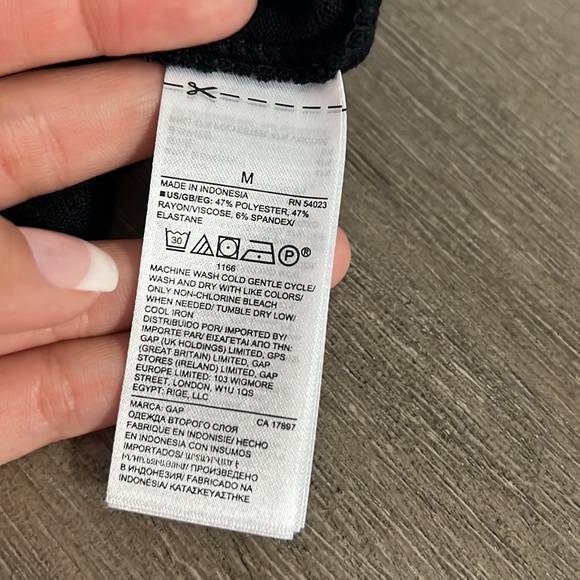 M
MADE IN INDONESIA RN 54023
■US/GB/EG: 47% POLYESTER, 47%
RAYON/VISCOSE, 6% SPANDEX/
ELASTANE
30 P®
1166
MACHINE WASH COLD GENTLE CYCLE/
WASH AND DRY WITH LIKE COLORS/
ONLY NON-CHLORINE BLEACH
WHEN NEEDED/ TUMBLE DRY LOW/
COOL IRON
DISTRIBUIDO POR/ IMPORTED BY/
IMPORTE PAR/ ΕΙΣΑΓΕΤΑΙ ΑΠΟ ΤΗΝ:
GAP (UK HOLDINGS) LIMITED, GPS
(GREAT BRITAIN) LIMITED, GAP
STORES (IRELAND) LIMITED, GAP
EUROPE LIMITED: 103 WIGMORE
STREET, LONDON, W1U 1QS
EGYPT: RIGE, LLC
MARCA: GAP CA 17897
ОДЕЖДА ВТОРОГО СЛОЯ
FABRIQUE EN INDONISIE/ HECHO
EN INDONESIA CON INSUMOS
IMPORTADOS/
ПРОИЗВЕДЕНО
В ИНДОНЕЗИИ/ FABRICADO NA
INDONÉSIA/ ΚΑΤΑΣΚΕΥΑΣΤΗΚΕ